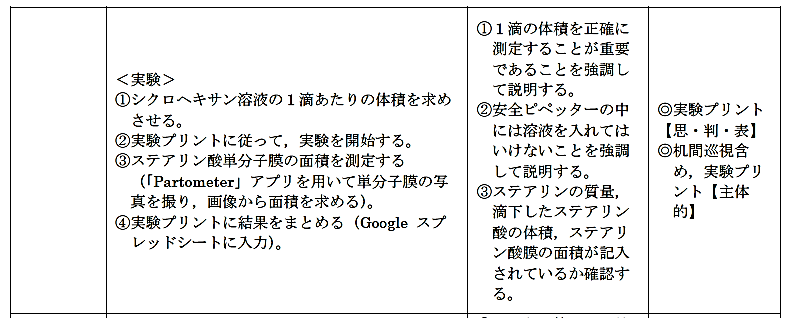 ＜実験＞
①シクロヘキサン溶液の１滴あたりの体積を求め
させる。
②実験プリントに従って，実験を開始する。
③ステアリン酸単分子膜の面積を測定する
（「Partometer」アプリを用いて単分子膜の写
真を撮り，画像から面積を求める）。
④実験プリントに結果をまとめる（Google スプ
レッドシートに入力）。
①１滴の体積を正確に
測定することが重要
であることを強調し
て説明する。
②安全ピペッターの中
には溶液を入れては
いけないことを強調
して説明する。
③ステアリンの質量，
滴下したステアリン
酸の体積，ステアリ
ン酸膜の面積が記入
されているか確認す
る。
◎実験プリント
【思・判・表】
◎机間巡視含
め，実験プリ
ント【主体
的】